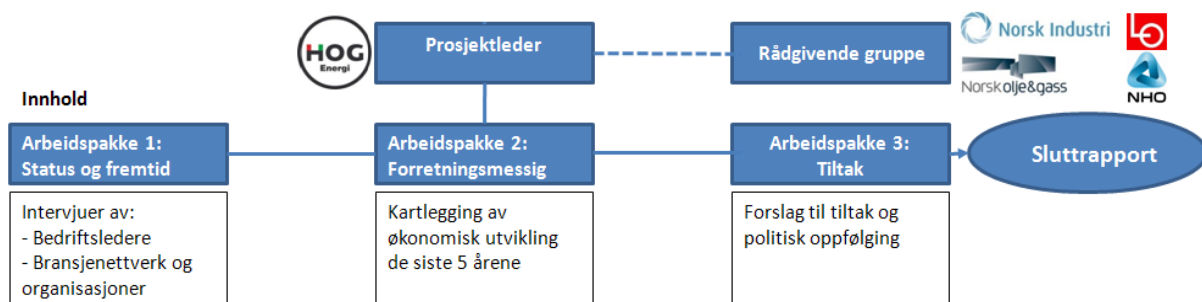 HOG
Energi
Prosjektleder
Rådgivende gruppe
Norsk Industri
LO
Norskolje&gass
NHO
Innhold
Arbeidspakke 1:
Status og fremtid
Arbeidspakke 2:
Forretningsmessig
Arbeidspakke 3:
Tiltak
Sluttrapport
Intervjuer av:
- Bedriftsledere
- Bransjenettverk og
organisasjoner
Kartlegging av
økonomisk utvikling
de siste 5 årene
Forslag til tiltak og
politisk oppfølging